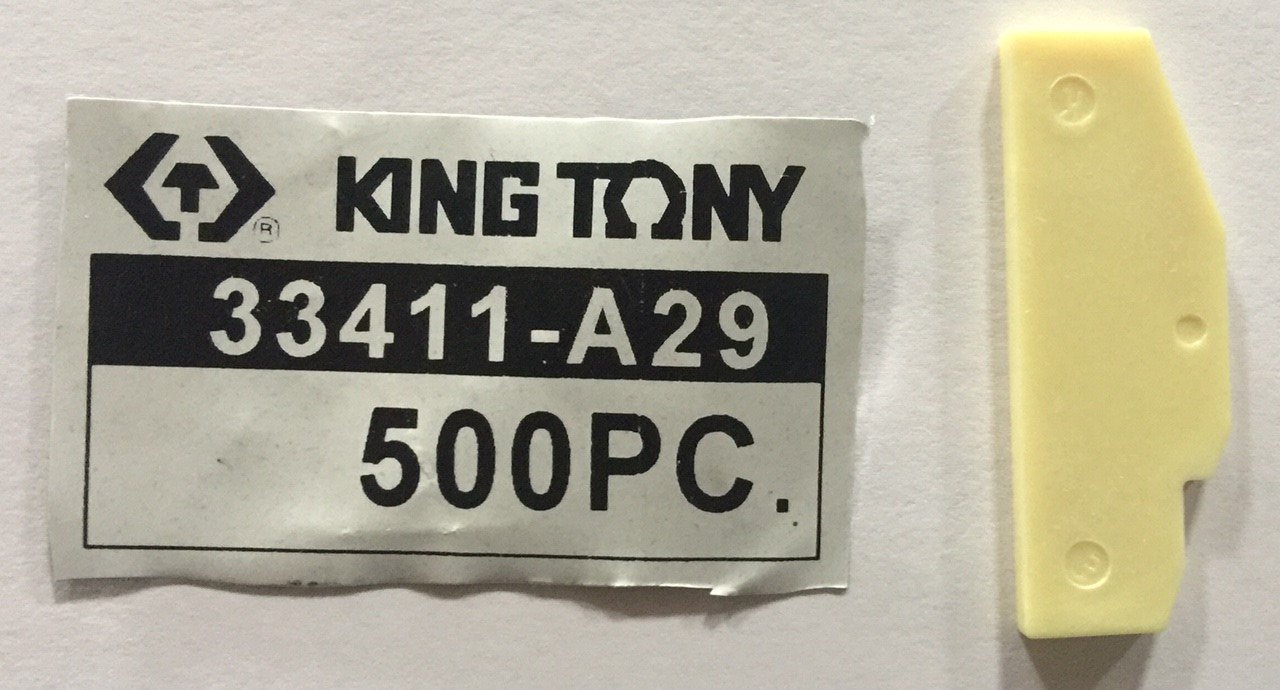 ® KING TONY
33411-A29
500PC.